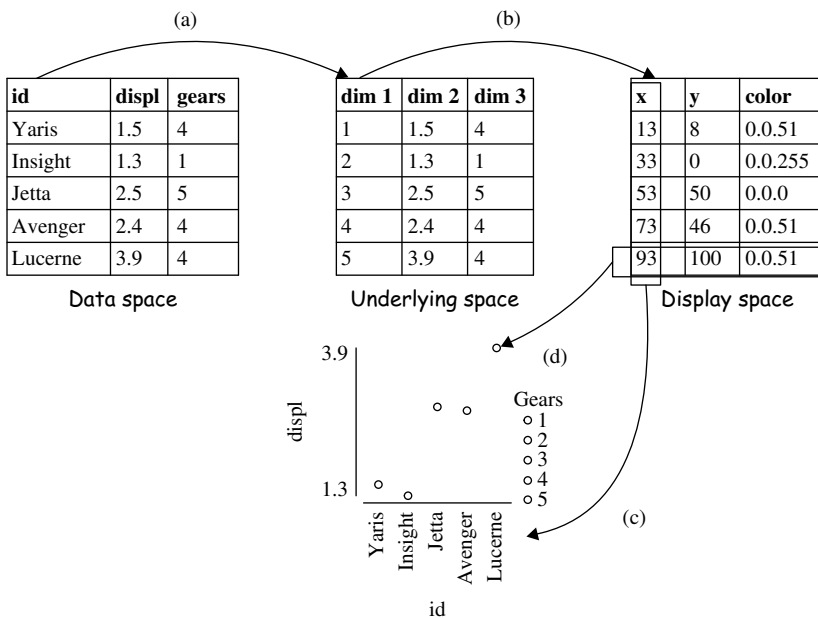 (a)
(b)
id displ gears
Yaris 1.5 4
Insight 1.3 1
Jetta 2.5 5
Avenger 2.4 4
Lucerne 3.9 4
Data space
dim 1 dim 2 dim 3
1 1.5 4
2 1.3 1
3 2.5 5
4 2.4 4
5 3.9 4
Underlying space
x y color
13 8 0.0.51
33 0 0.0.255
53 50 0.0.0
73 46 0.0.51
93 100 0.0.51
Display space
3.9
1.3
displ
(d)
Gears
1
2
3
4
5
(c)
Yaris
Insight
Jetta
Avenger
Lucerne
id